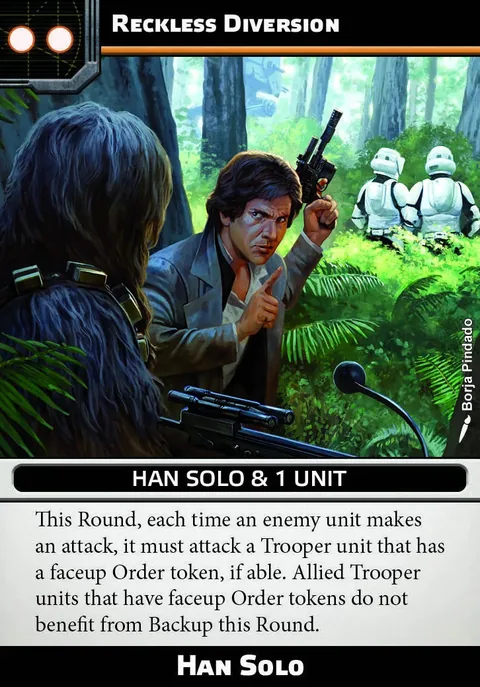 Reckless Diversion
Borja Pindado
HAN SOLO & 1 UNIT
This Round, each time an enemy unit makes
an attack, it must attack a Trooper unit that has
a faceup Order token, if able. Allied Trooper
units that have faceup Order tokens do not
benefit from Backup this Round.
Han Solo